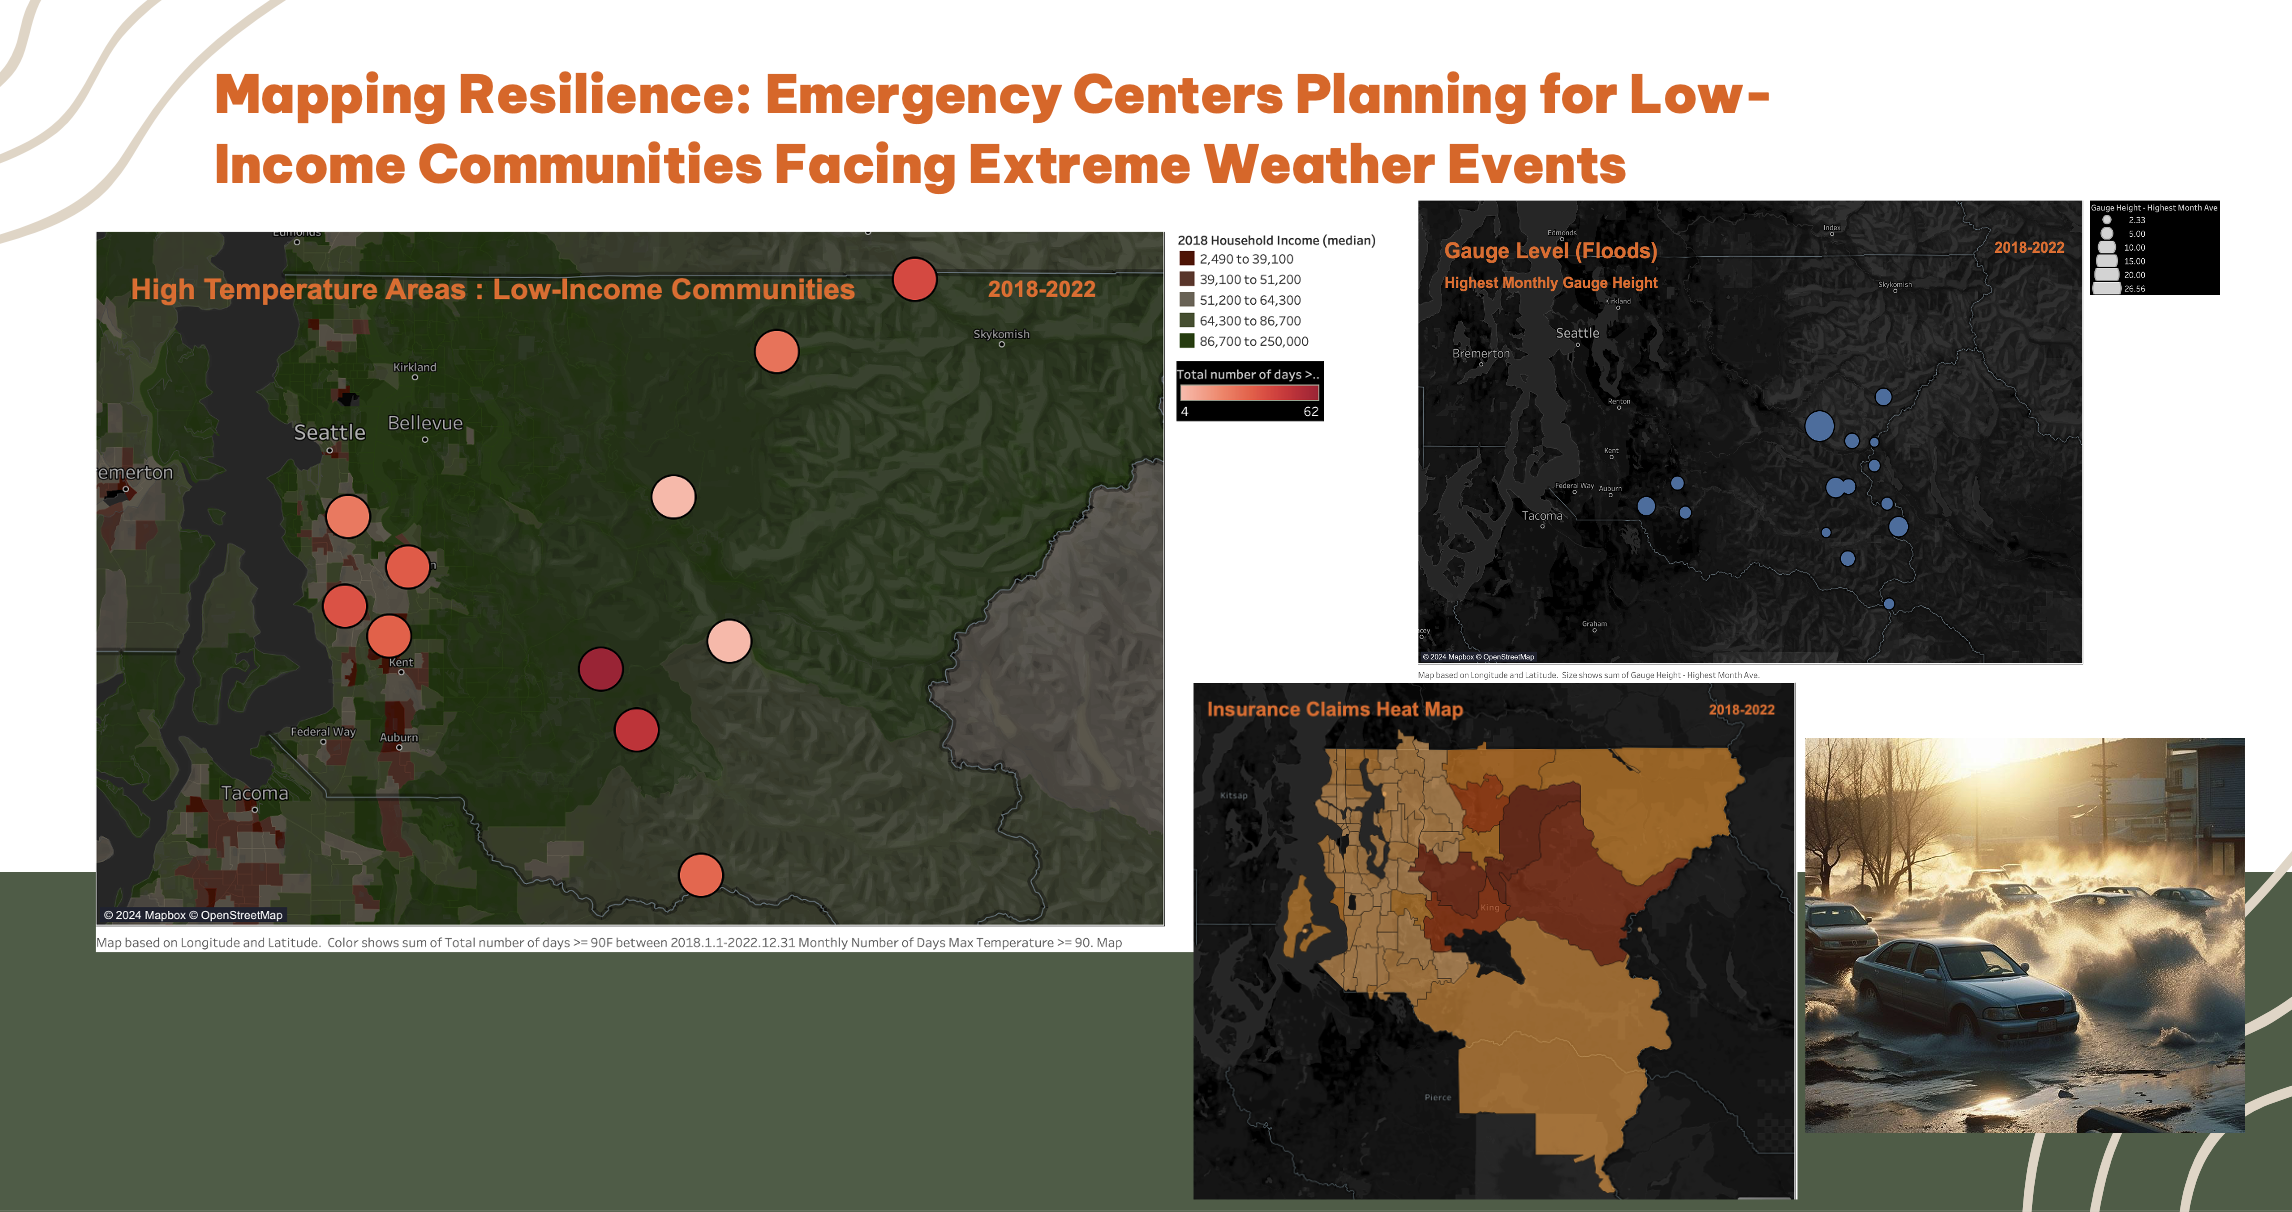 Mapping Resilience: Emergency Centers Planning for Low-
Income Communities Facing Extreme Weather Events
High Temperature Areas : Low-Income Communities
2018-2022
Edmonds
Skykomish
Kirkland
Bellevue
Seattle
emerton
n
Kent
Federal Way
Auburn
Tacoma
© 2024 Mapbox © OpenStreetMap
Map based on Longitude and Latitude. Color shows sum of Total number of days >= 90F between 2018.1.1-2022.12.31 Monthly Number of Days Max Temperature >= 90. Map
2018 Household Income (median)
2,490 to 39,100
39,100 to 51,200
51,200 to 64,300
64,300 to 86,700
86,700 to 250,000
Total number of days >..
4 62
Gauge Level (Floods)
2018-2022
Highest Monthly Gauge Height
Edmonds
Index
Skykomish
Kirkland
Seattle
Bremerton
Renton
Kent
Federal Way
Auburn
Tacoma
Graham
cey
© 2024 Mapbox © OpenStreetMap
Map based on Longitude and Latitude. Size shows sum of Gauge Height - Highest Month Ave.
Gauge Height - Highest Month Ave
2.33
5.00
10.00
15.00
20.00
26.56
Insurance Claims Heat Map
2018-2022
Kitsap
King
Pierce